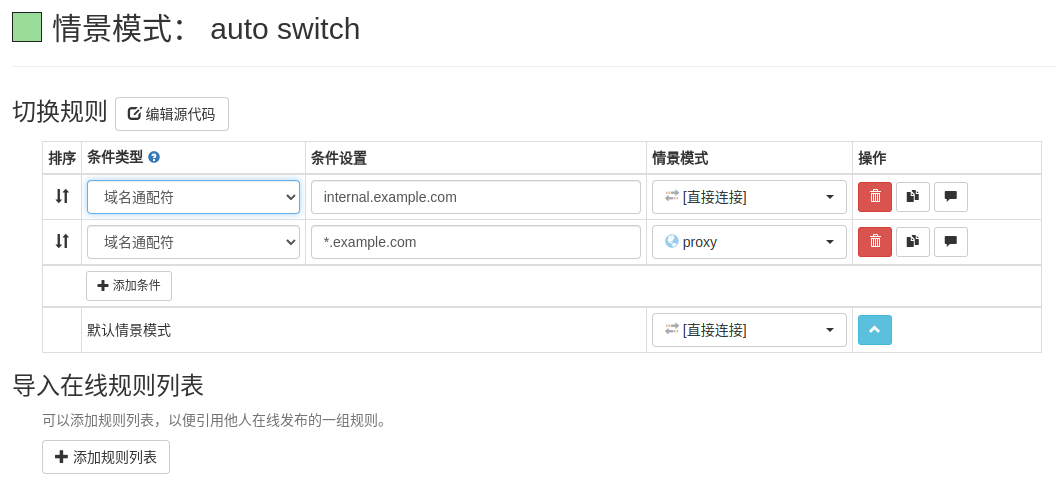 情景模式： auto switch
切换规则 编辑源代码
排序 条件类型 条件设置 情景模式 操作
域名通配符 internal.example.com [直接连接]
域名通配符 *.example.com proxy
添加条件
默认情景模式 [直接连接]
导入在线规则列表
可以添加规则列表，以便引用他人在线发布的一组规则。
添加规则列表